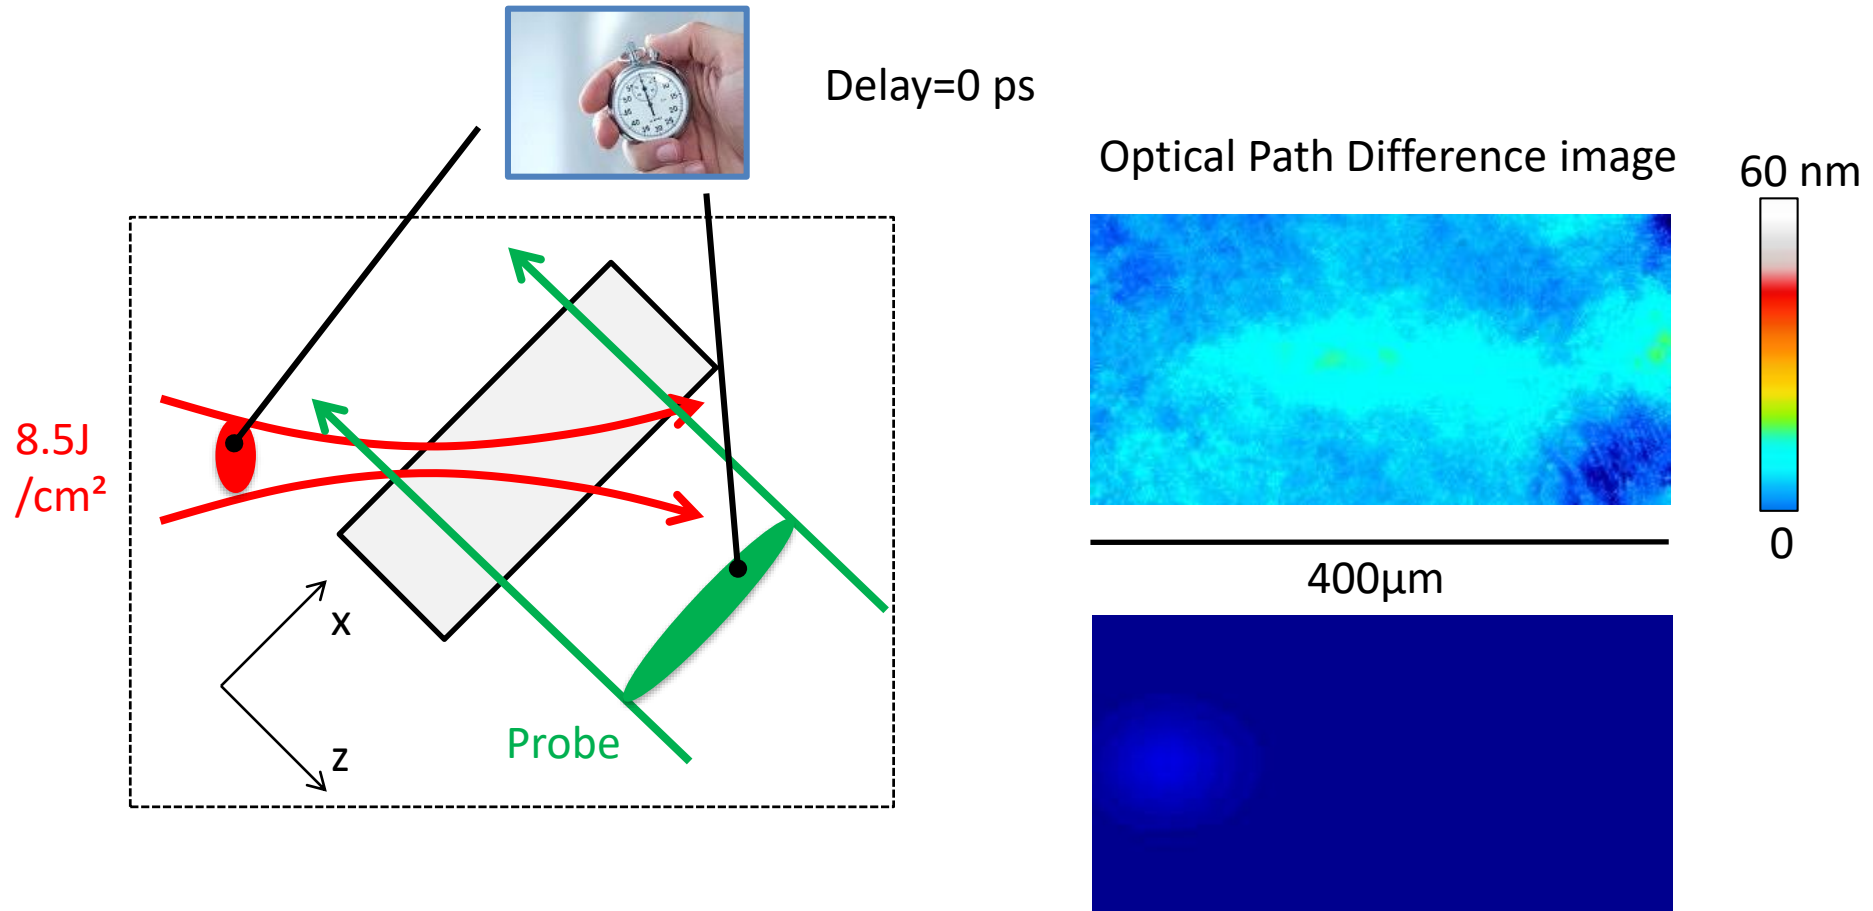 Delay=0 ps
Optical Path Difference image
60 nm
8.5J
/cm²
x
z
Probe
0
400µm